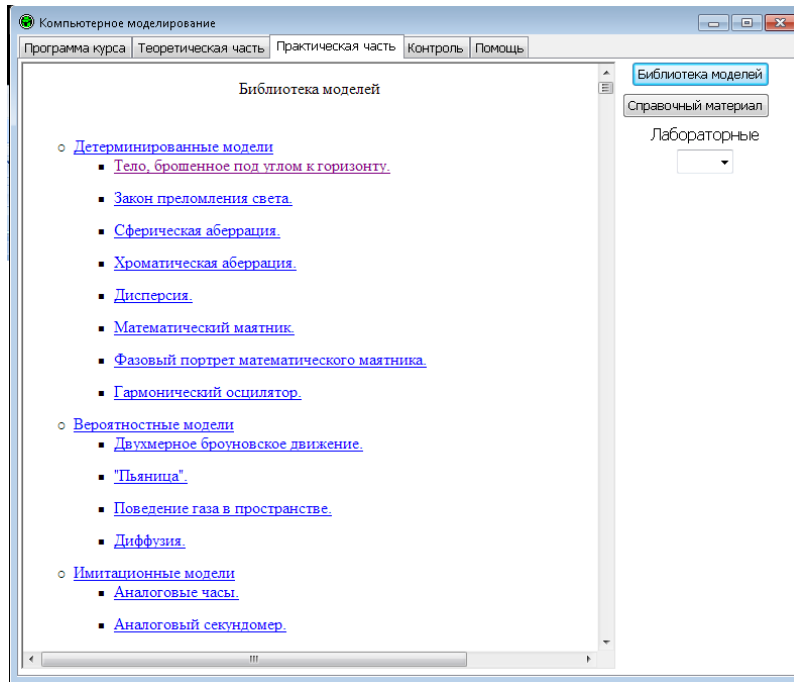 Компьютерное моделирование
Программа курса Теоретическая часть Практическая часть Контроль Помощь
Библиотека моделей
Детерминированные модели
Тело, брошенное под углом к горизонту.
Закон преломления света.
Сферическая аберрация.
Хроматическая аберрация.
Дисперсия.
Математический маятник.
Фазовый портрет математического маятника.
Гармонический осцилятор.
Вероятностные модели
Двухмерное броуновское движение.
"Пьяница".
Поведение газа в пространстве.
Диффузия.
Имитационные модели
Аналоговые часы.
Аналоговый секундомер.
Библиотека моделей
Справочный материал
Лабораторные